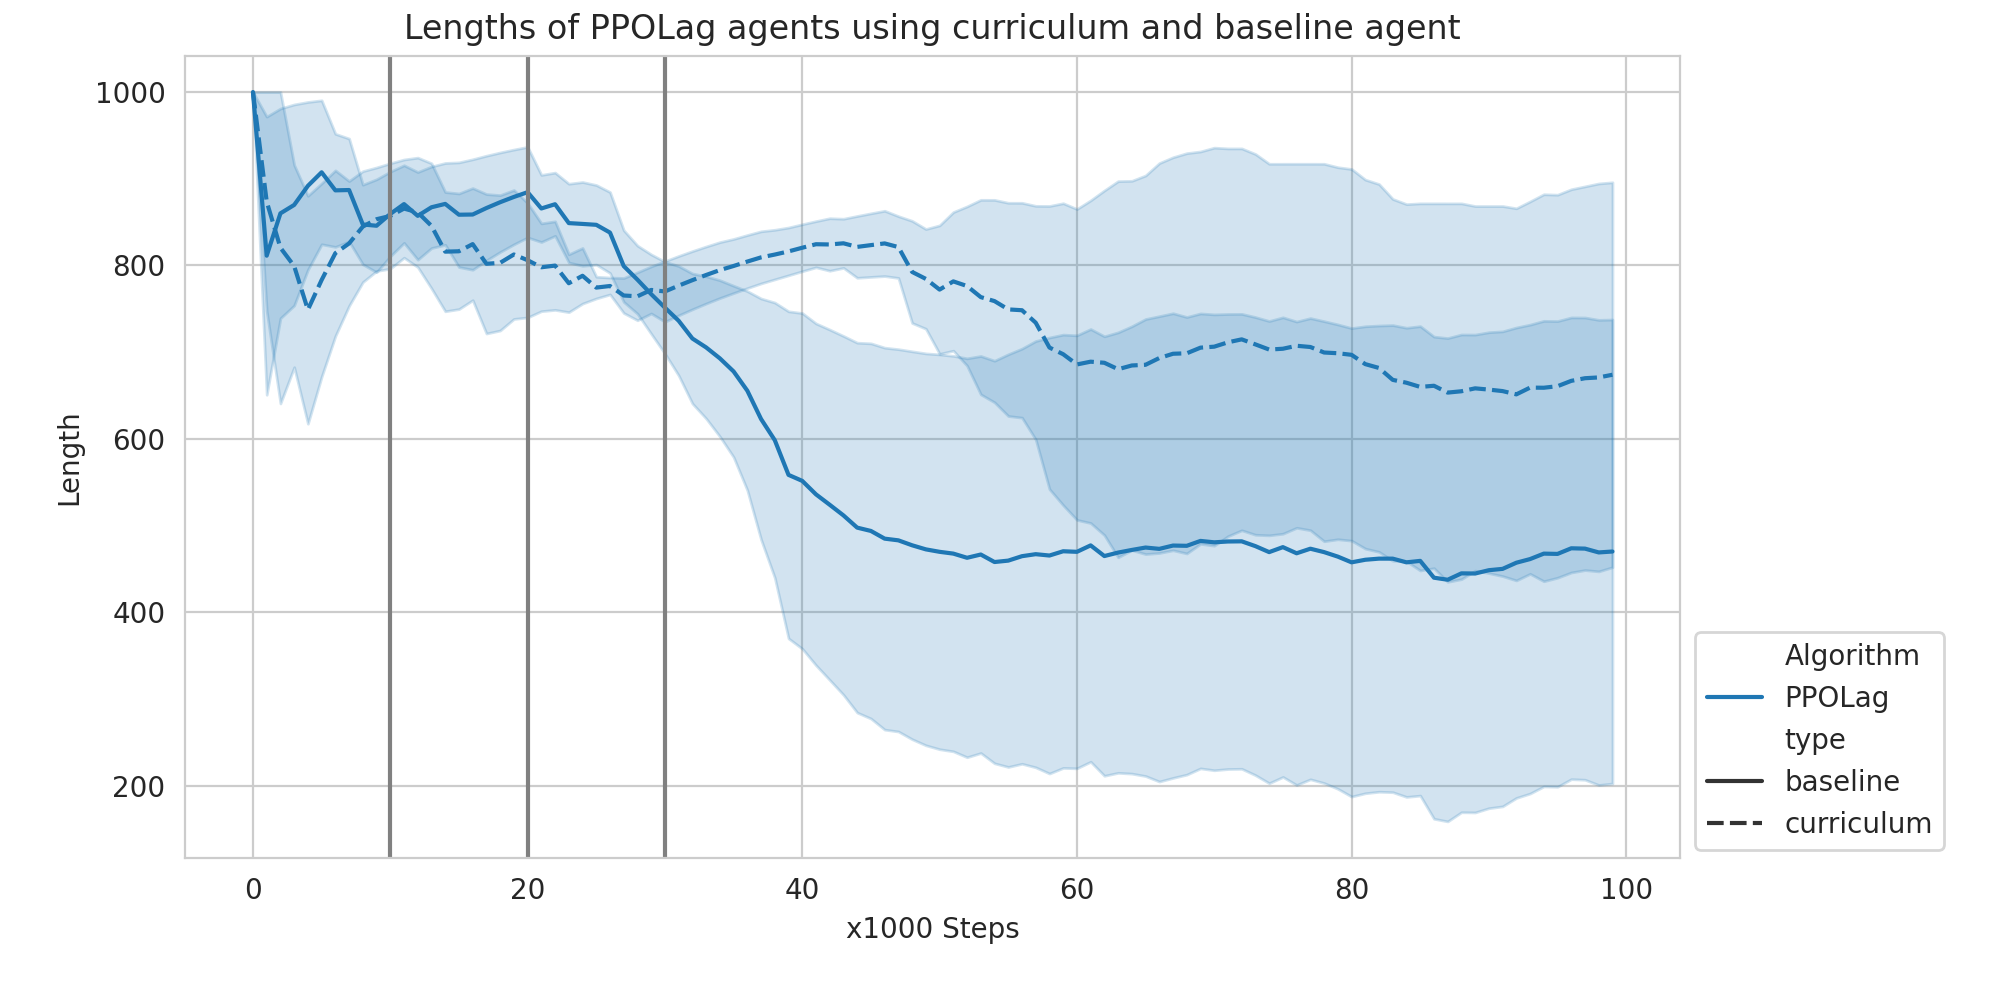 Lengths of PPOLag agents using curriculum and baseline agent
1000
800
600
400
200
Length
0 20 40 60 80 100
x1000 Steps
Algorithm
PPOLag
type
baseline
curriculum